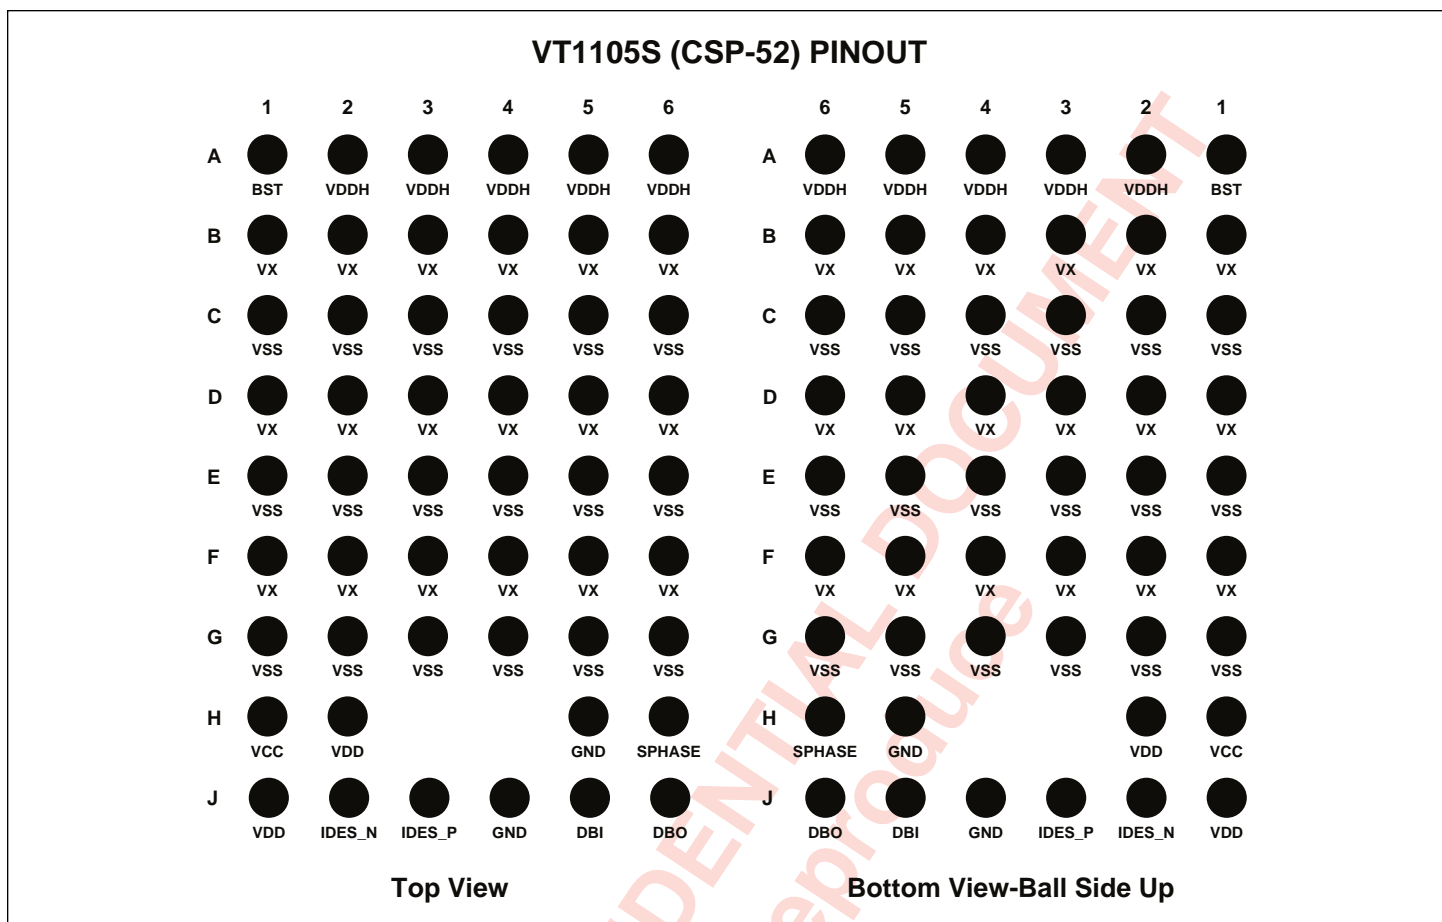 VT1105S (CSP-52) PINOUT
1 2 3 4 5 6 6 5 4 3 2 1
A A
BST VDDH VDDH VDDH VDDH VDDH VDDH VDDH VDDH VDDH VDDH BST
B B
VX VX VX VX VX VX VX VX VX VX VX VX
C C
VSS VSS VSS VSS VSS VSS VSS VSS VSS VSS VSS VSS
D D
VX VX VX VX VX VX VX VX VX VX VX VX
E E
VSS VSS VSS VSS VSS VSS VSS VSS VSS VSS VSS VSS
F F
VX VX VX VX VX VX VX VX VX VX VX VX
G G
VSS VSS VSS VSS VSS VSS VSS VSS VSS VSS VSS VSS
H H
VCC VDD GND SPHASE SPHASE GND VDD VCC
J J
VDD IDES_N IDES_P GND DBI DBO DBO DBI GND IDES_P IDES_N VDD
Top View Bottom View-Ball Side Up
DOCUMENT